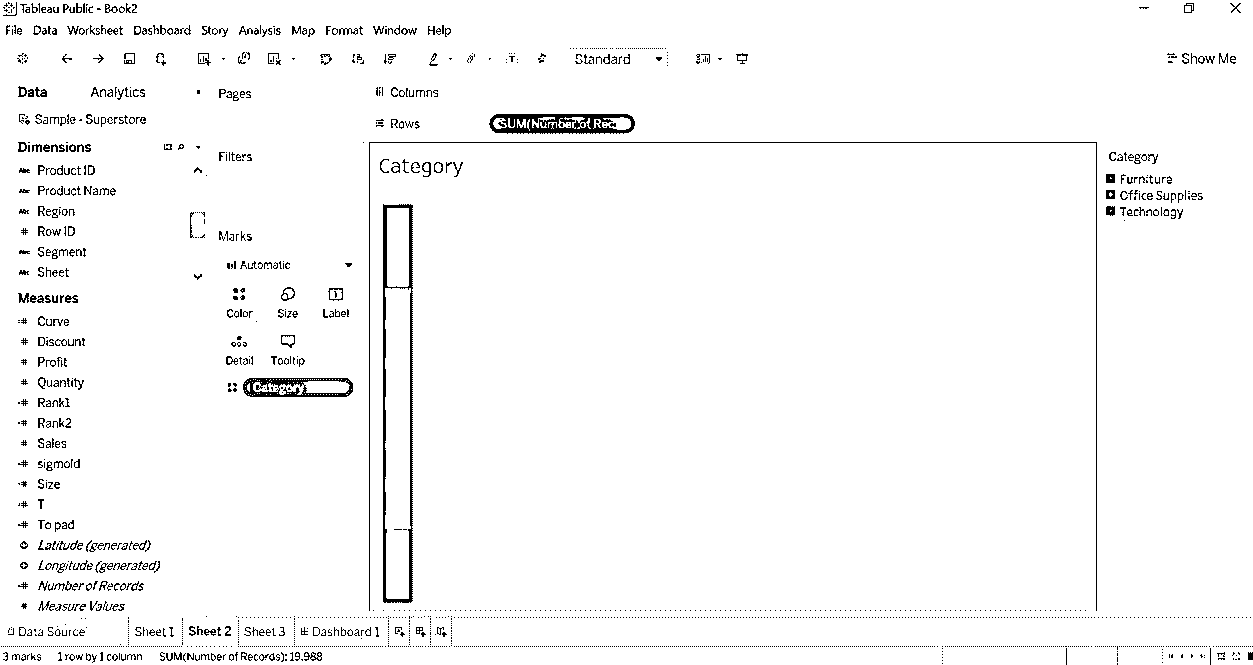 Tableau Public - Book2
File Data Worksheet Dashboard Story Analysis Map Format Window Help
Standard
Show Me
Data Analytics
Pages
Columns
Sample - Superstore
Rows
SUM(Number of Rec
Dimensions
Filters
Category
Category
Abc Product ID
Abc Product Name
Abc Region
# Row ID
Abc Segment
Abc Sheet
Furniture
Office Supplies
Technology
Marks
Automatic
Color Size Label
Detail Tooltip
Category
Measures
Curve
Discount
Profit
Quantity
Rank1
Rank2
Sales
sigmoid
Size
T
To pad
Latitude (generated)
Longitude (generated)
Number of Records
Measure Values
Data Source Sheet 1 Sheet 2 Sheet 3 Dashboard 1
3 marks 1 row by 1 column SUM(Number of Records): 19,988